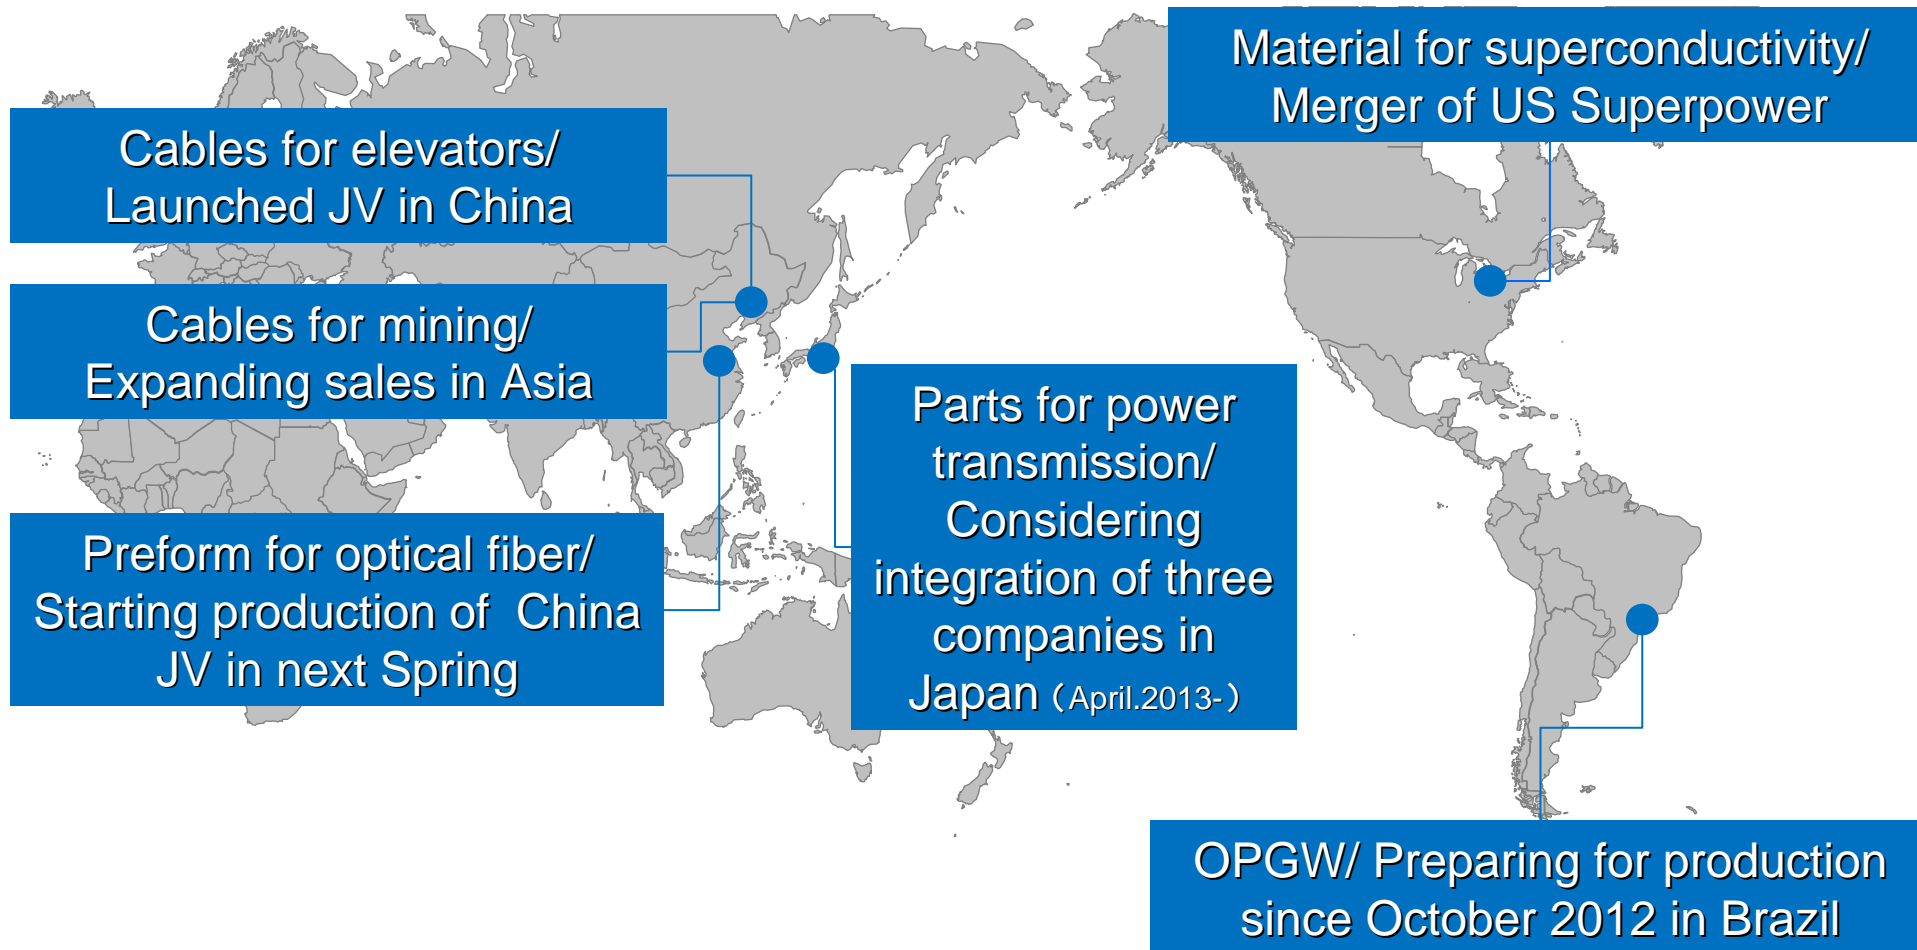 Material for superconductivity/
Merger of US Superpower
Cables for elevators/
Launched JV in China
Cables for mining/
Expanding sales in Asia
Parts for power
transmission/
Considering
integration of three
companies in
Japan（April.2013-）
Preform for optical fiber/
Starting production of  China
JV in next Spring
OPGW/ Preparing for production
since October 2012 in Brazil